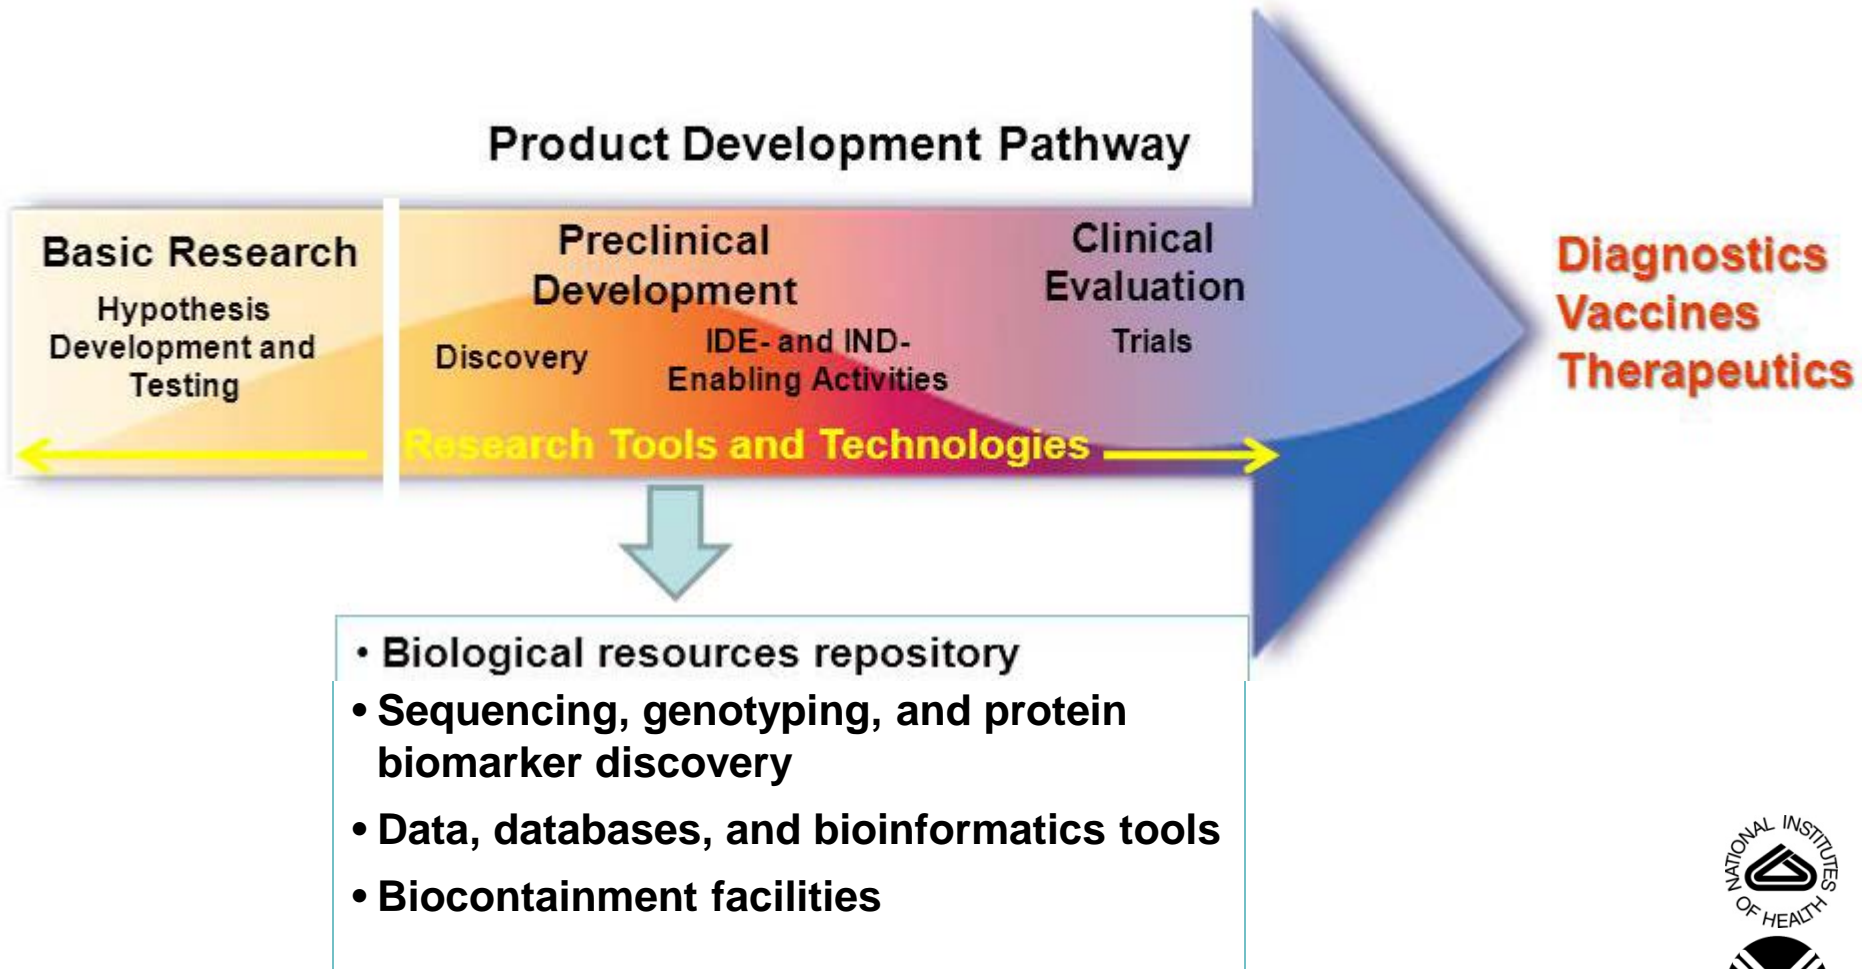 Product Development Pathway
Basic Research
Hypothesis
Development and
Testing
Preclinical
Development
Discovery
IDE- and IND-
Enabling Activities
Clinical
Evaluation
Trials
Research Tools and Technologies
Diagnostics
Vaccines
Therapeutics
• Biological resources repository
• Sequencing, genotyping, and protein
biomarker discovery
• Data, databases, and bioinformatics tools
• Biocontainment facilities
NATIONAL INSTITUTES
OF HEALTH